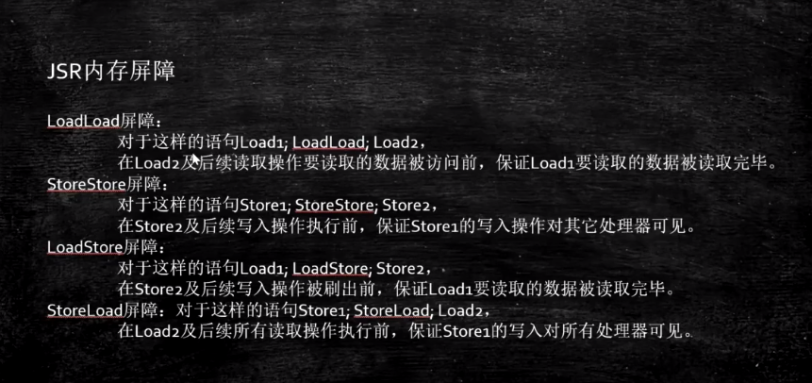 JSR内存屏障
LoadLoad屏障：
对于这样的语句Load1; LoadLoad; Load2，
在Load2及后续读取操作要读取的数据被访问前，保证Load1要读取的数据被读取完毕。
StoreStore屏障：
对于这样的语句Store1; StoreStore; Store2，
在Store2及后续写入操作执行前，保证Store1的写入操作对其它处理器可见。
LoadStore屏障：
对于这样的语句Load1; LoadStore; Store2，
在Store2及后续写入操作被刷出前，保证Load1要读取的数据被读取完毕。
StoreLoad屏障：对于这样的语句Store1; StoreLoad; Load2，
在Load2及后续所有读取操作执行前，保证Store1的写入对所有处理器可见。